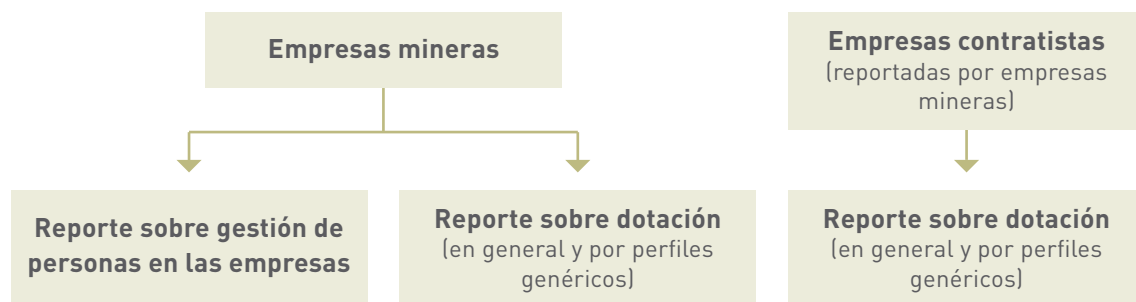 Empresas mineras
Empresas contratistas
(reportadas por empresas
mineras)
Reporte sobre gestión de
personas en las empresas
Reporte sobre dotación
(en general y por perfiles
genéricos)
Reporte sobre dotación
(en general y por perfiles
genéricos)